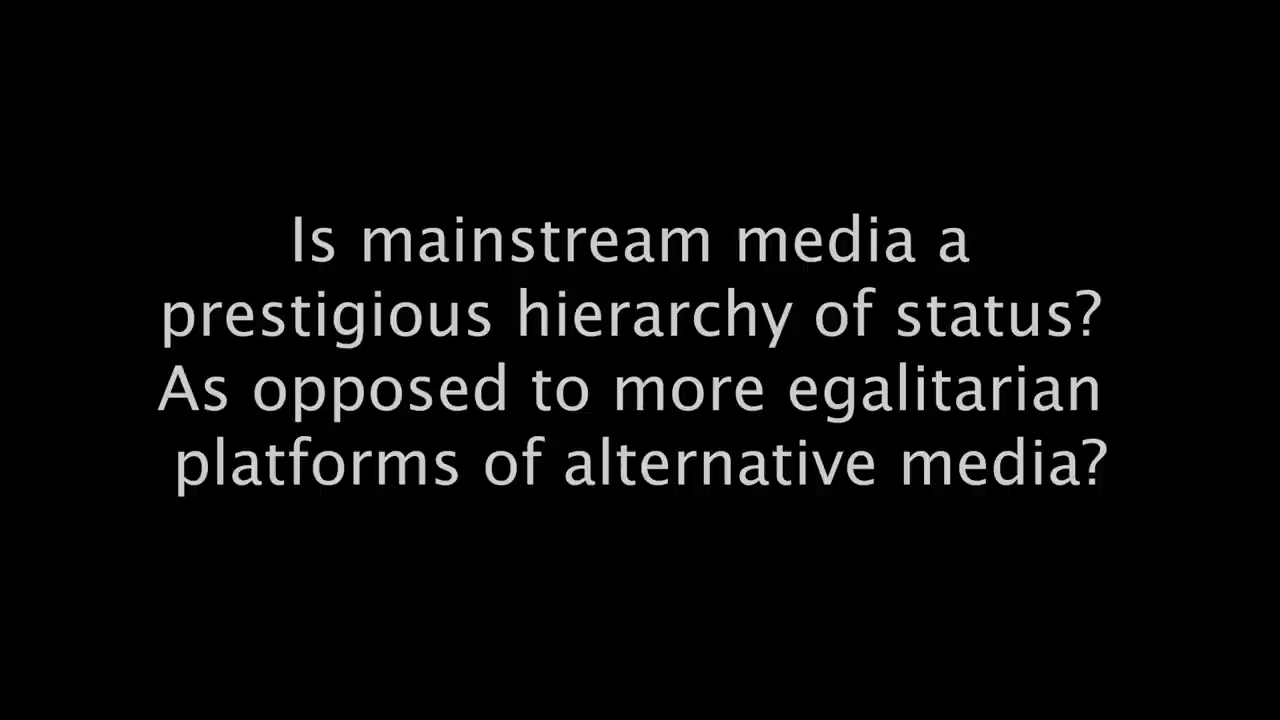 Is mainstream media a
prestigious hierarchy of status?
As opposed to more egalitarian
platforms of alternative media?